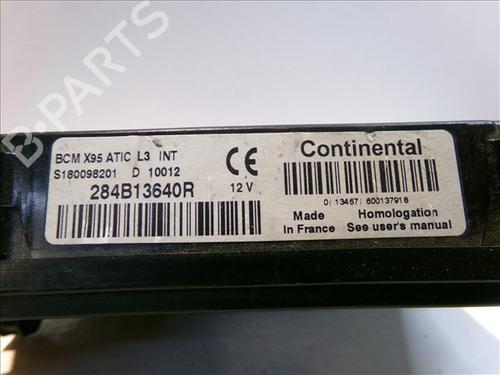 BCM X95 ATIC L3 INT
S180098201 D 10012
284B13640R
12 V
CE
Continental
0/ 13467/ 600137918
Made in France
Homologation
See user's manual
B-PARTS